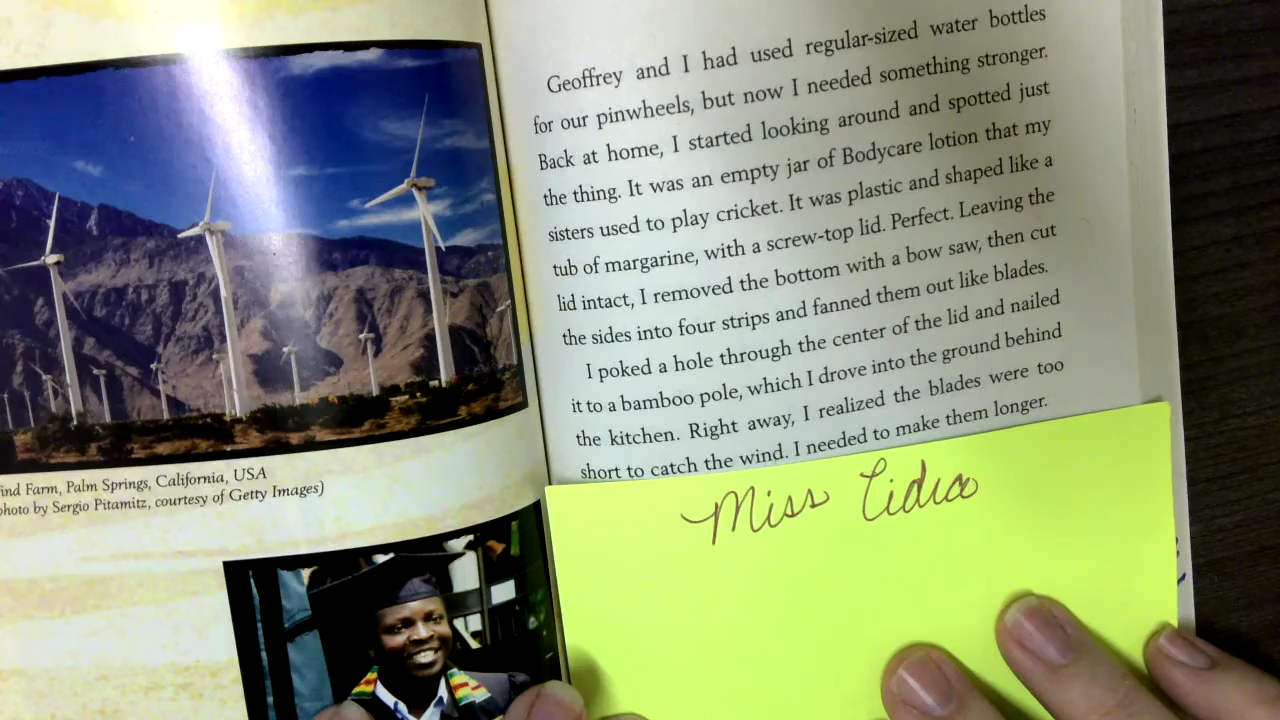 ind Farm, Palm Springs, California, USA
hoto by Sergio Pitamitz, courtesy of Getty Images)
Geoffrey and I had used regular-sized water bottles
for our pinwheels, but now I needed something stronger.
Back at home, I started looking around and spotted just
the thing. It was an empty jar of Bodycare lotion that my
sisters used to play cricket. It was plastic and shaped like a
tub of margarine, with a screw-top lid. Perfect. Leaving the
lid intact, I removed the bottom with a bow saw, then cut
the sides into four strips and fanned them out like blades.
I poked a hole through the center of the lid and nailed
it to a bamboo pole, which I drove into the ground behind
the kitchen. Right away, I realized the blades were too
short to catch the wind. I needed to make them longer.
Miss Lidia